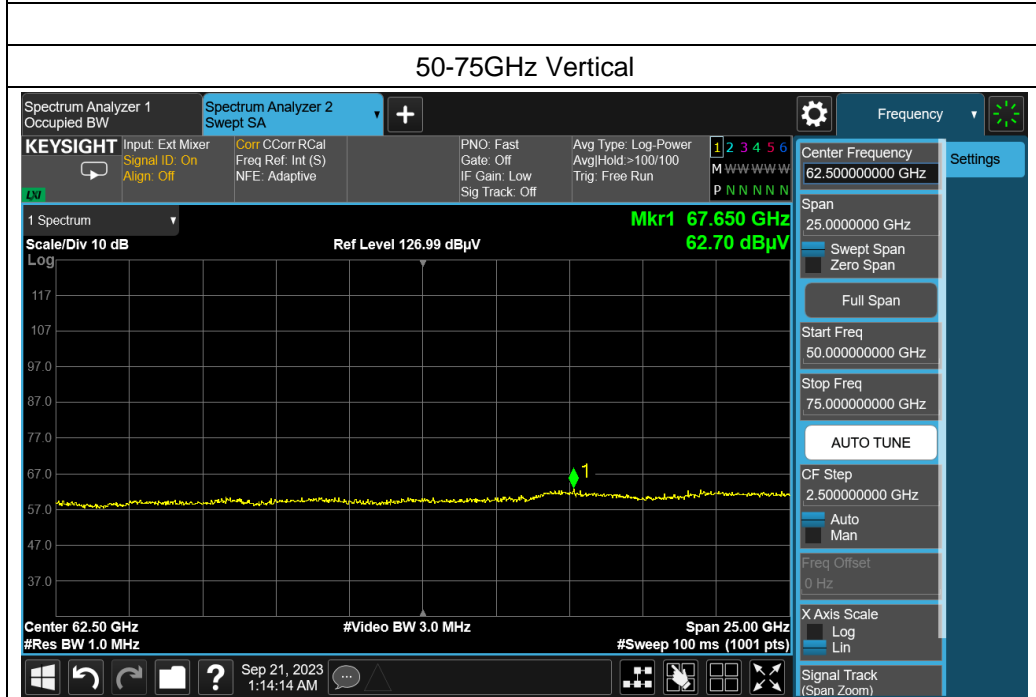 50-75GHz Vertical
Spectrum Analyzer 1
Occupied BW
Spectrum Analyzer 2
Swept SA
Frequency
KEYSIGHT
LXI
Input: Ext Mixer
Signal ID: On
Align: Off
Corr CCorr RCal
Freq Ref: Int (S)
NFE: Adaptive
PNO: Fast
Gate: Off
IF Gain: Low
Sig Track: Off
Avg Type: Log-Power
Avg|Hold:>100/100
Trig: Free Run
1 2 3 4 5 6
M W W W W W
P N N N N N
1 Spectrum
Scale/Div 10 dB
Log
Ref Level 126.99 dBµV
Mkr1 67.650 GHz
62.70 dBµV
117
107
97.0
87.0
77.0
67.0
57.0
47.0
37.0
1
Center 62.50 GHz
#Res BW 1.0 MHz
#Video BW 3.0 MHz
Span 25.00 GHz
#Sweep 100 ms (1001 pts)
Center Frequency
62.500000000 GHz
Settings
Span
25.0000000 GHz
Swept Span
Zero Span
Full Span
Start Freq
50.000000000 GHz
Stop Freq
75.000000000 GHz
AUTO TUNE
CF Step
2.500000000 GHz
Auto
Man
Freq Offset
0 Hz
X Axis Scale
Log
Lin
Signal Track
(Span Zoom)
?
Sep 21, 2023
1:14:14 AM